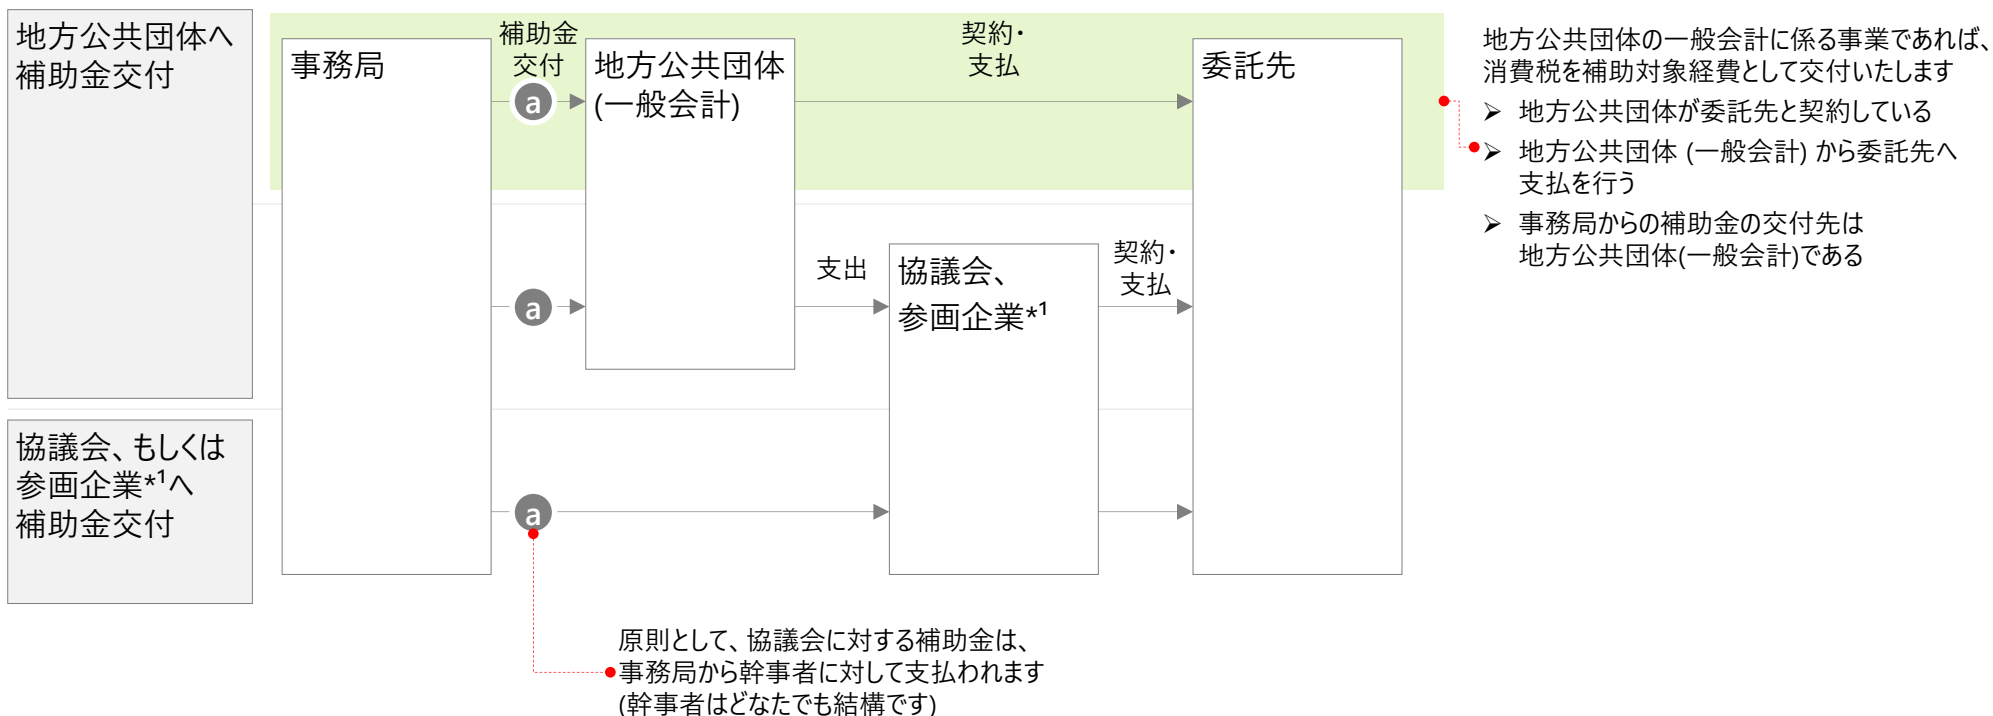 地方公共団体へ
補助金交付
事務局
補助金
交付
a
地方公共団体
(一般会計)
契約・
支払
委託先
地方公共団体の一般会計に係る事業であれば、
消費税を補助対象経費として交付いたします
➢ 地方公共団体が委託先と契約している
➢ 地方公共団体 (一般会計) から委託先へ
支払を行う
➢ 事務局からの補助金の交付先は
地方公共団体(一般会計)である
a
支出
協議会、
参画企業*¹
契約・
支払
協議会、もしくは
参画企業*¹へ
補助金交付
a
原則として、協議会に対する補助金は、
事務局から幹事者に対して支払われます
(幹事者はどなたでも結構です)